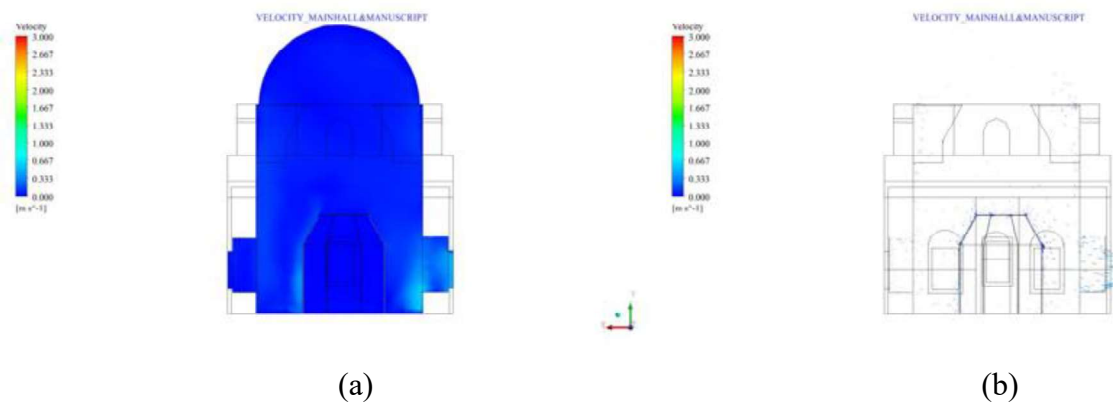 VELOCITY_MAINHALL&MANUSCRIPT
Velocity
3.000
2.667
2.333
2.000
1.667
1.333
1.000
0.667
0.333
0.000
[m s^-1]
(a)
VELOCITY_MAINHALL&MANUSCRIPT
Velocity
3.000
2.667
2.333
2.000
1.667
1.333
1.000
0.667
0.333
0.000
[m s^-1]
(b)